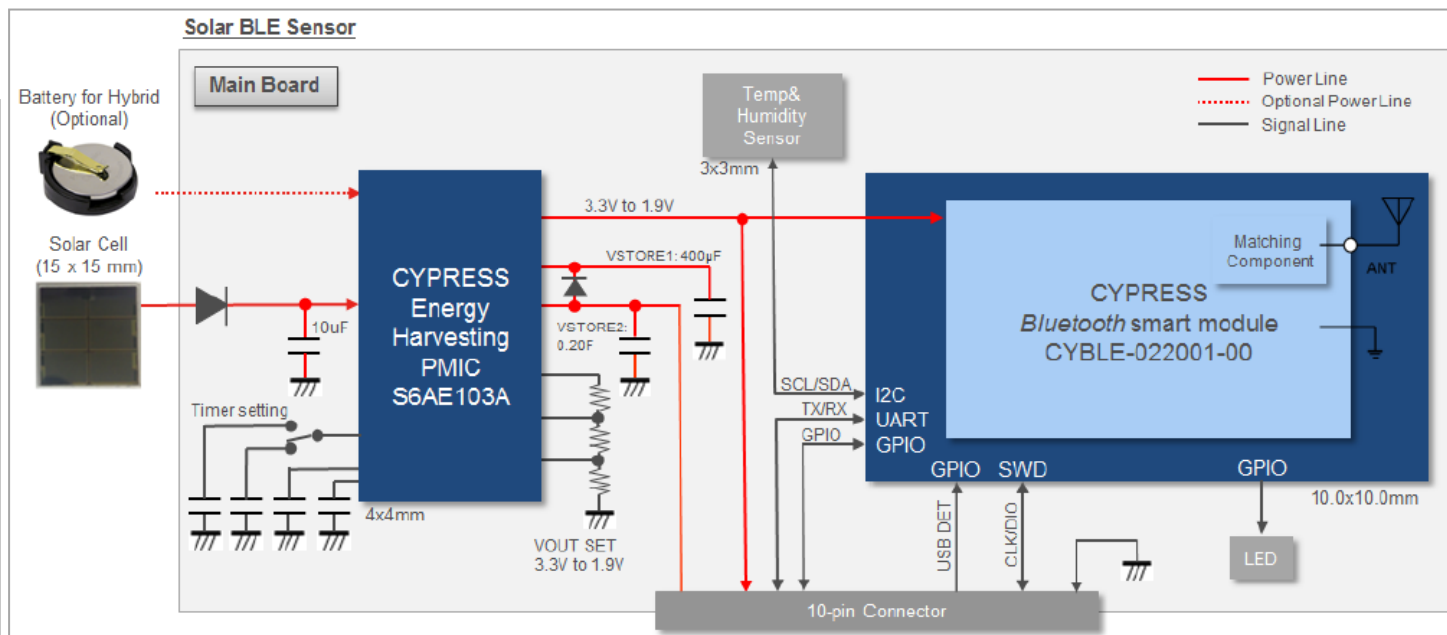 Solar BLE Sensor
Main Board
Battery for Hybrid
(Optional)
Solar Cell
(15 x 15 mm)
10uF
Timer setting
CYPRESS
Energy
Harvesting
PMIC
S6AE103A
4x4mm
3.3V to 1.9V
VSTORE1: 400µF
VSTORE2:
0.20F
VOUT SET
3.3V to 1.9V
Temp&
Humidity
Sensor
3x3mm
Power Line
Optional Power Line
Signal Line
Matching
Component
ANT
CYPRESS
Bluetooth smart module
CYBLE-022001-00
SCL/SDA
I2C
TX/RX
UART
GPIO
GPIO
GPIO
SWD
GPIO
10.0x10.0mm
USB DET
CLK/DIO
LED
10-pin Connector